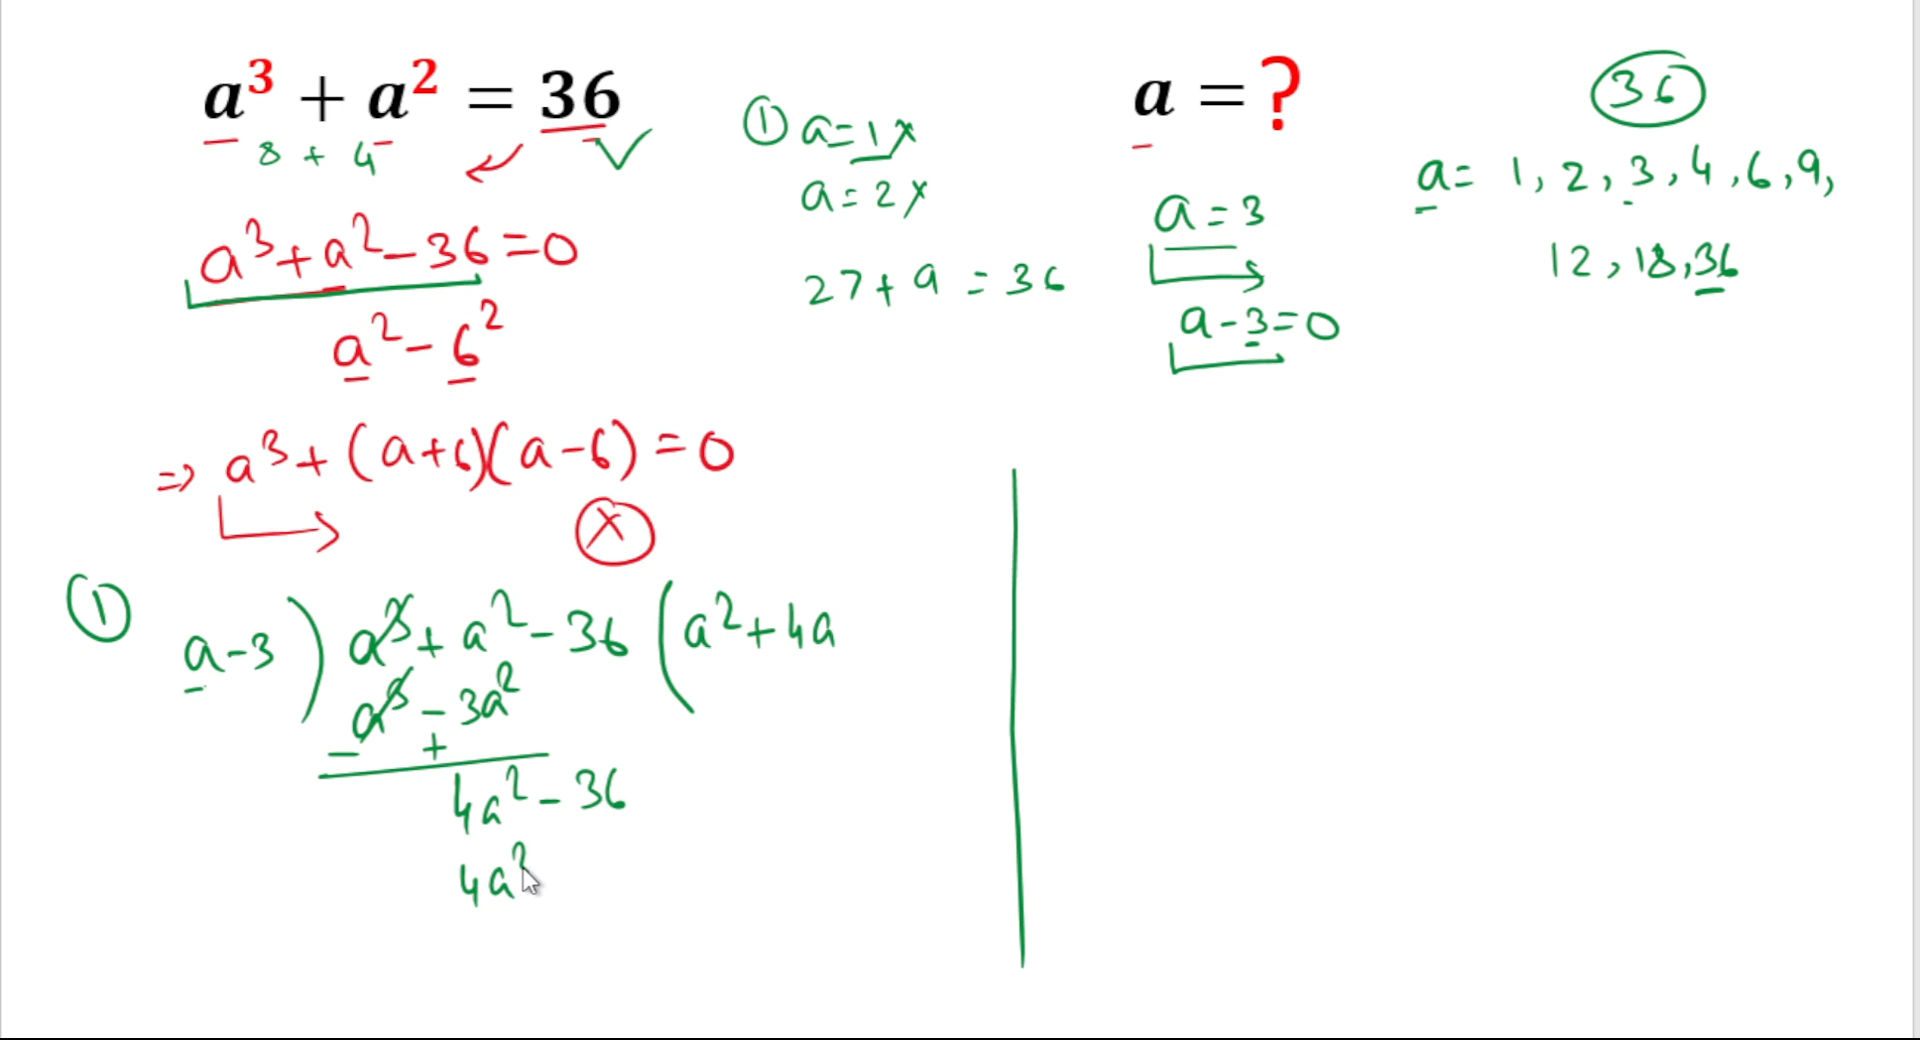 a³ + a² = 36
8 + 4
a³ + a² - 36 = 0
a² - 6²
=> a³ + (a+6)(a-6) = 0
x
① a = 1 x
a = 2 x
27 + 9 = 36
a = ?
a = 3
a - 3 = 0
36
a = 1, 2, 3, 4, 6, 9,
12, 18, 36
①
a-3 ) a³ + a² - 36 ( a² + 4a
a³ - 3a²
- +
4a² - 36
4a²